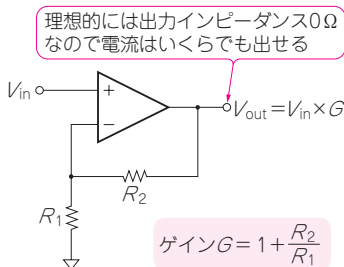 理想的には出力インピーダンス0Ω
なので電流はいくらでも出せる
Vin
+
−
Vout=Vin×G
R2
R1
ゲインG=1+R2/R1